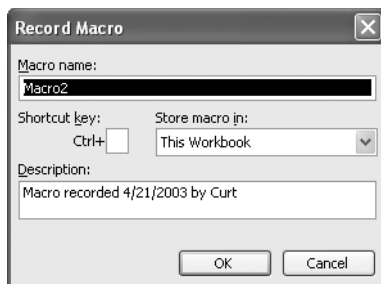 Record Macro
Macro name:
Macro2
Shortcut key: Store macro in:
Ctrl+ This Workbook
Description:
Macro recorded 4/21/2003 by Curt
OK Cancel